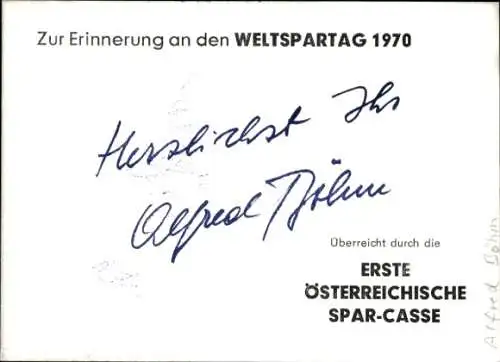 Zur Erinnerung an den WELTSPARTAG 1970
Herzlichst Ihr
Alfred Böhm
Überreicht durch die
ERSTE
ÖSTERREICHISCHE
SPAR-CASSE
Alfred Böhm